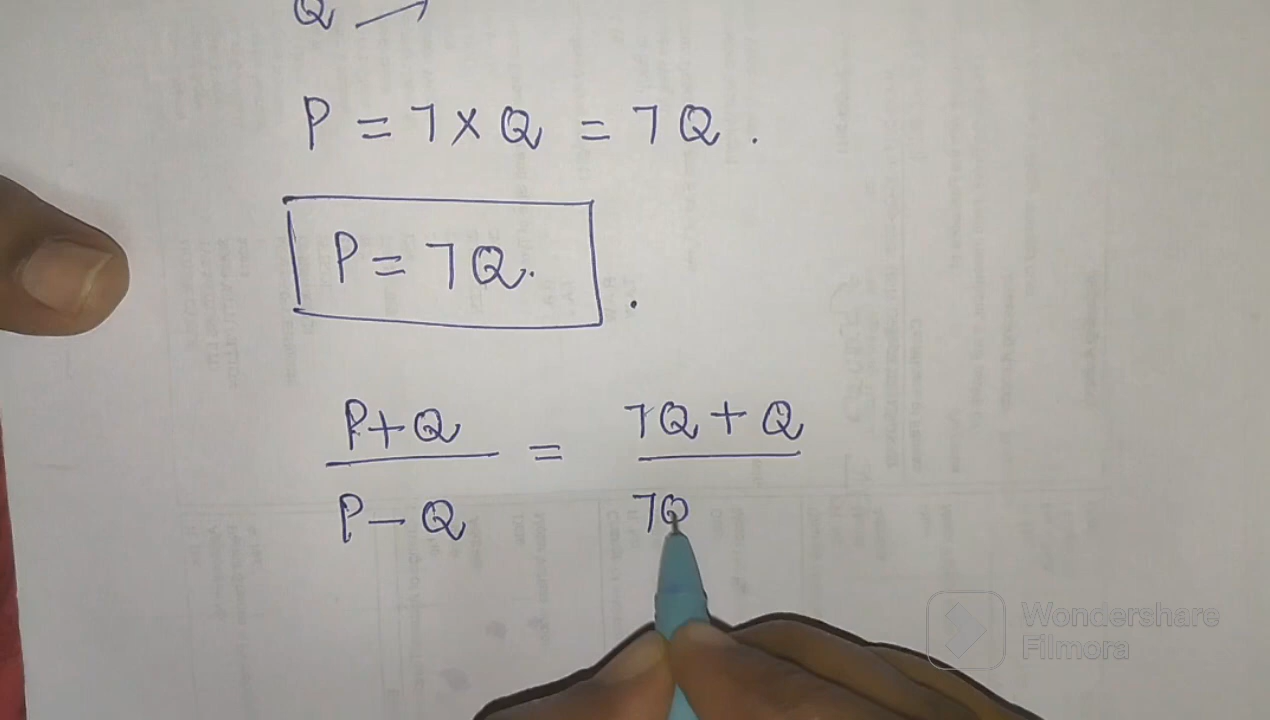 Q
P = 7 × Q = 7Q .
P = 7Q. .
P+Q = 7Q + Q
P − Q 7Q
Wondershare
Filmora